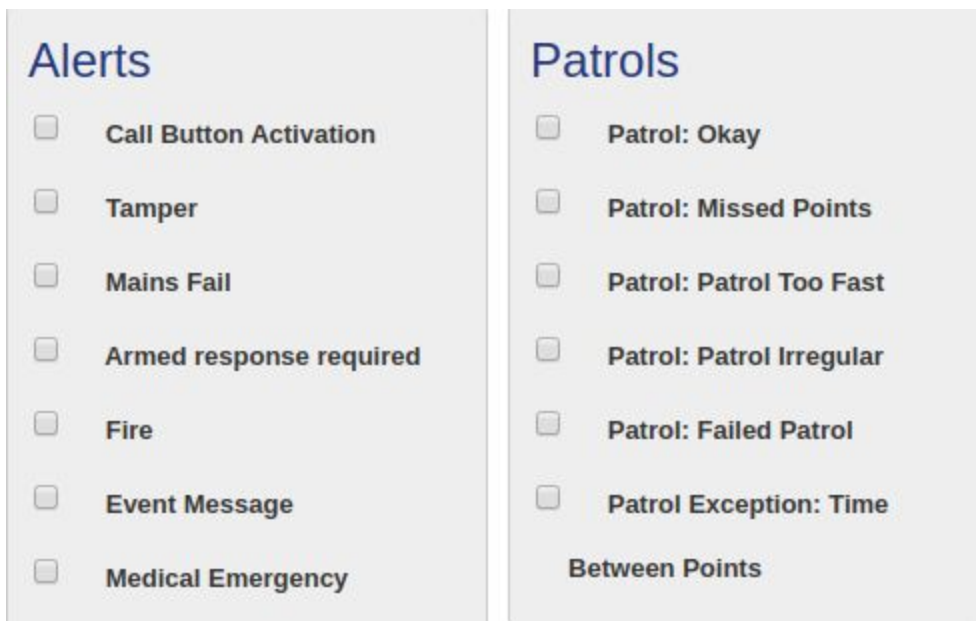 Alerts
Call Button Activation
Tamper
Mains Fail
Armed response required
Fire
Event Message
Medical Emergency
Patrols
Patrol: Okay
Patrol: Missed Points
Patrol: Patrol Too Fast
Patrol: Patrol Irregular
Patrol: Failed Patrol
Patrol Exception: Time
Between Points